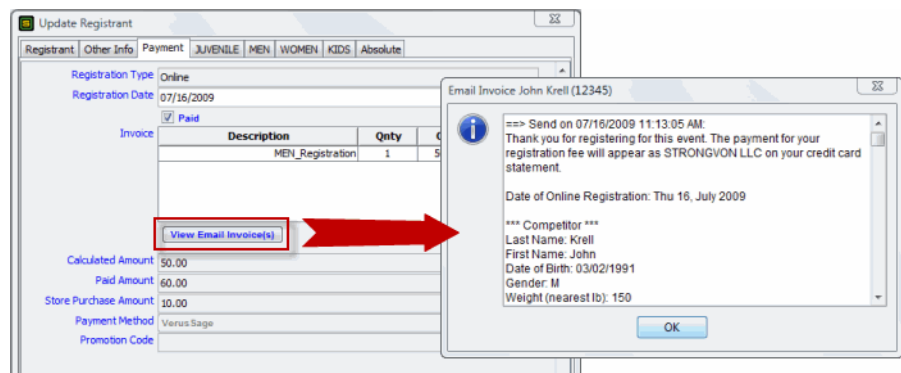 Update Registrant
Registrant Other Info Payment JUVENILE MEN WOMEN KIDS Absolute
Registration Type Online
Registration Date 07/16/2009
Paid
Invoice Description Qnty
MEN_Registration 1 5
View Email Invoice(s)
Calculated Amount 50.00
Paid Amount 60.00
Store Purchase Amount 10.00
Payment Method VerusSage
Promotion Code
Email Invoice John Krell (12345)
==> Send on 07/16/2009 11:13:05 AM:
Thank you for registering for this event. The payment for your
registration fee will appear as STRONGVON LLC on your credit card
statement.
Date of Online Registration: Thu 16, July 2009
*** Competitor ***
Last Name: Krell
First Name: John
Date of Birth: 03/02/1991
Gender: M
Weight (nearest lb): 150
OK